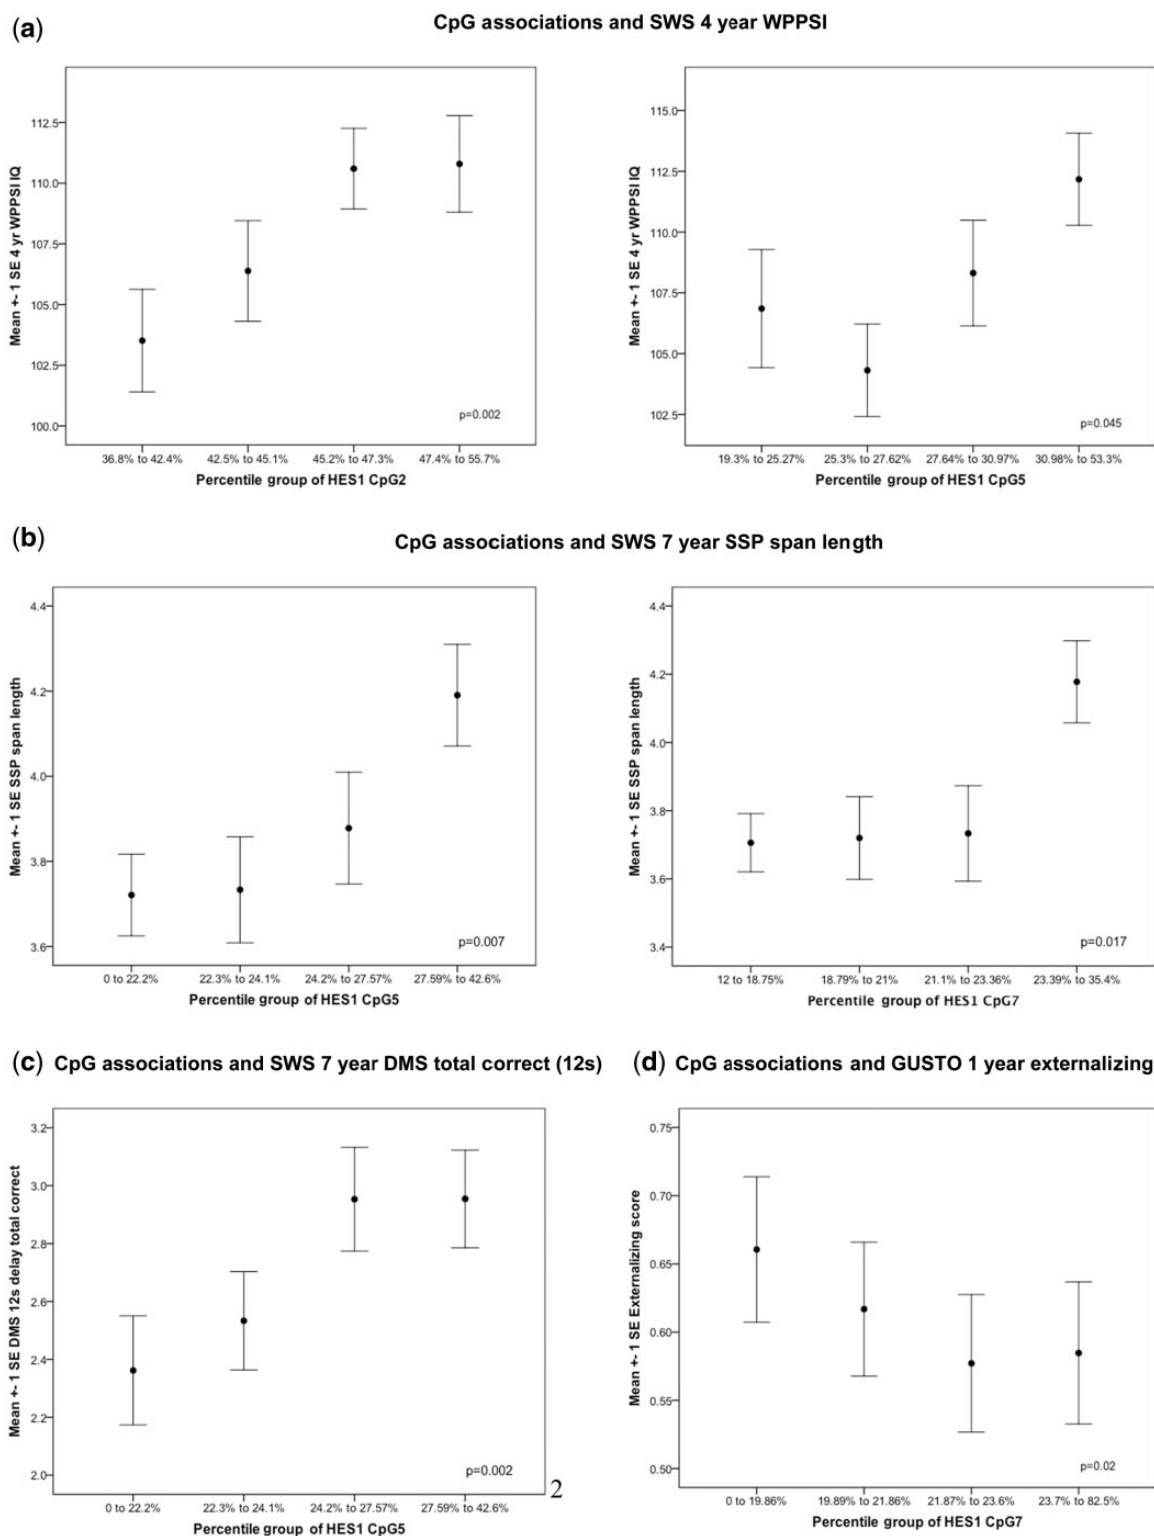 (a)
CpG associations and SWS 4 year WPPSI
Mean +- 1 SE 4 yr WPPSI IQ
112.5
110.0
107.5
105.0
102.5
100.0
p=0.002
36.8% to 42.4% 42.5% to 45.1% 45.2% to 47.3% 47.4% to 55.7%
Percentile group of HES1 CpG2
Mean +- 1 SE 4 yr WPPSI IQ
115.0
112.5
110.0
107.5
105.0
102.5
p=0.045
19.3% to 25.27% 25.3% to 27.62% 27.64% to 30.97% 30.98% to 53.3%
Percentile group of HES1 CpG5
(b)
CpG associations and SWS 7 year SSP span length
Mean +- 1 SE SSP span length
4.4
4.2
4.0
3.8
3.6
p=0.007
0 to 22.2% 22.3% to 24.1% 24.2% to 27.57% 27.59% to 42.6%
Percentile group of HES1 CpG5
Mean +- 1 SE SSP span length
4.4
4.2
4.0
3.8
3.6
3.4
p=0.017
12 to 18.75% 18.79% to 21% 21.1% to 23.36% 23.39% to 35.4%
Percentile group of HES1 CpG7
(c) CpG associations and SWS 7 year DMS total correct (12s)
Mean +- 1 SE DMS 12s delay total correct
3.2
3.0
2.8
2.6
2.4
2.2
2.0
p=0.002
2
0 to 22.2% 22.3% to 24.1% 24.2% to 27.57% 27.59% to 42.6%
Percentile group of HES1 CpG5
(d) CpG associations and GUSTO 1 year externalizing
Mean +- 1 SE Externalizing score
0.75
0.70
0.65
0.60
0.55
0.50
p=0.02
0 to 19.86% 19.89% to 21.86% 21.87% to 23.6% 23.7% to 82.5%
Percentile group of HES1 CpG7